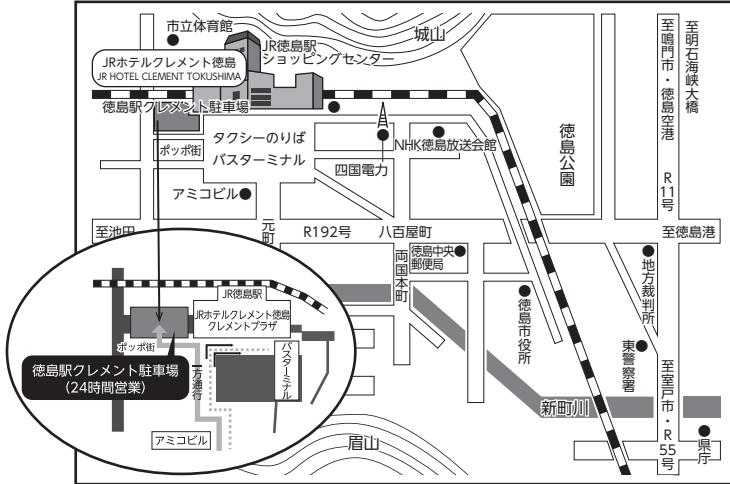 市立体育館
城山
JR徳島駅
ショッピングセンター
JRホテルクレメント徳島
JR HOTEL CLEMENT TOKUSHIMA
徳島駅クレメント駐車場
タクシーのりば
バスターミナル
ポッポ街
四国電力
NHK徳島放送会館
徳島公園
至鳴門市・徳島空港
至明石海峡大橋
R11号
アミコビル
至池田
元町
R192号
八百屋町
至徳島港
両国本町
徳島中央
郵便局
地方裁判所
徳島市役所
東警察署
至室戸市・R55号
新町川
県庁
眉山
JR徳島駅
JRホテルクレメント徳島
クレメントプラザ
ポッポ街
徳島駅クレメント駐車場
(24時間営業)
一方通行
バスターミナル
アミコビル